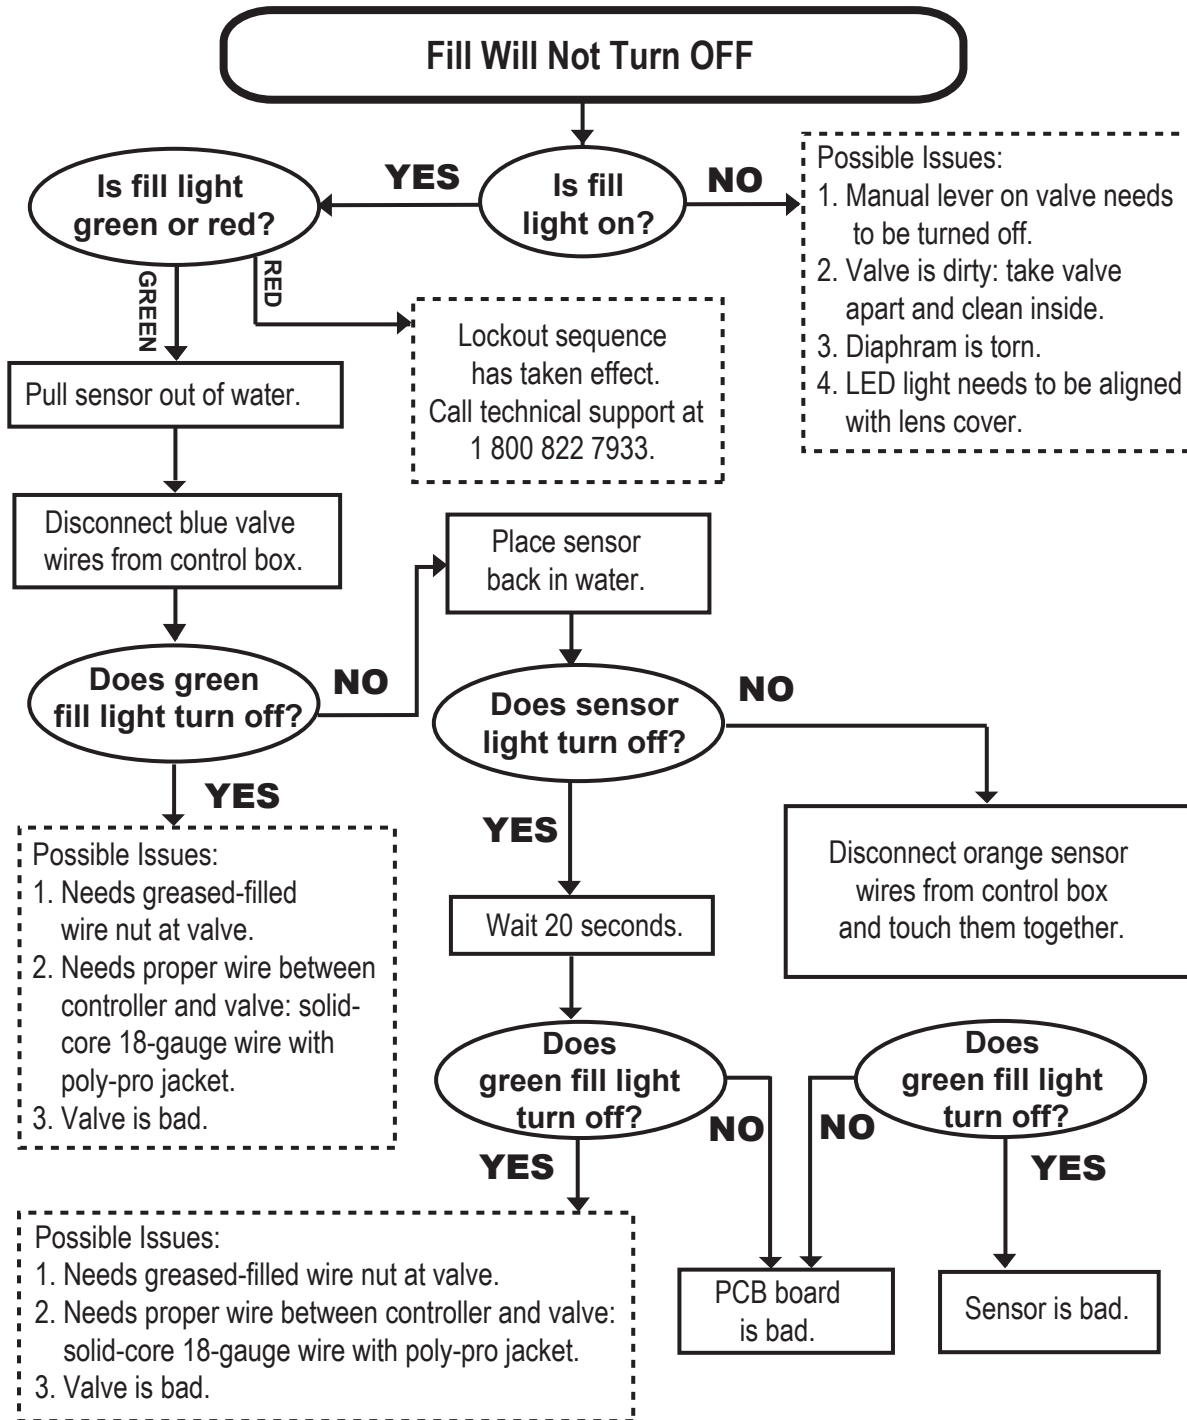 Fill Will Not Turn OFF
Is fill
light on?
YES
NO
Possible Issues:
1. Manual lever on valve needs
to be turned off.
2. Valve is dirty: take valve
apart and clean inside.
3. Diaphram is torn.
4. LED light needs to be aligned
with lens cover.
Is fill light
green or red?
GREEN
RED
Lockout sequence
has taken effect.
Call technical support at
1 800 822 7933.
Pull sensor out of water.
Disconnect blue valve
wires from control box.
Does green
fill light turn off?
NO
YES
Possible Issues:
1. Needs greased-filled
wire nut at valve.
2. Needs proper wire between
controller and valve: solid-
core 18-gauge wire with
poly-pro jacket.
3. Valve is bad.
Place sensor
back in water.
Does sensor
light turn off?
NO
YES
Disconnect orange sensor
wires from control box
and touch them together.
Wait 20 seconds.
Does
green fill light
turn off?
NO
YES
Does
green fill light
turn off?
NO
YES
Possible Issues:
1. Needs greased-filled wire nut at valve.
2. Needs proper wire between controller and valve:
solid-core 18-gauge wire with poly-pro jacket.
3. Valve is bad.
PCB board
is bad.
Sensor is bad.